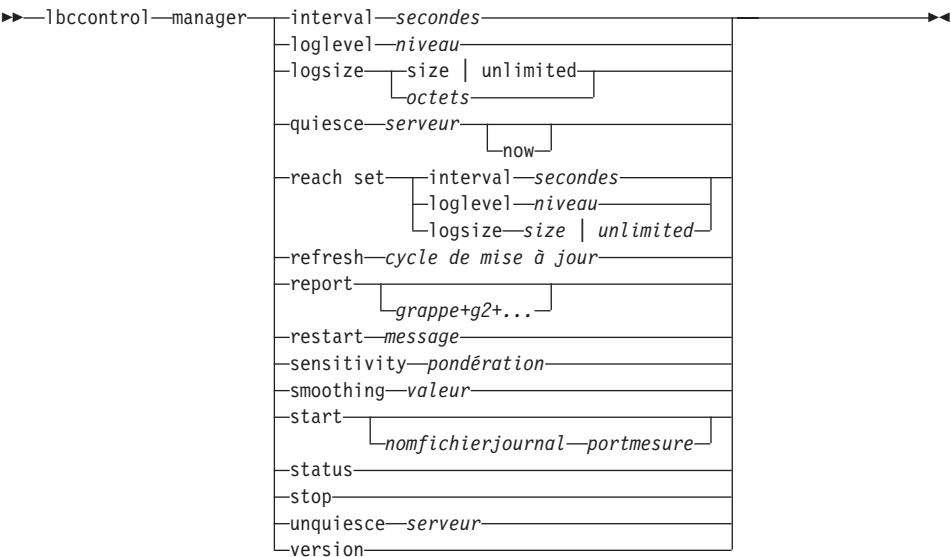 lbccontrol manager interval secondes
loglevel niveau
logsize size | unlimited
octets
quiesce serveur
now
reach set interval secondes
loglevel niveau
logsize size | unlimited
refresh cycle de mise à jour
report
grappe+g2+...
restart message
sensitivity pondération
smoothing valeur
start
nomfichierjournal portmesure
status
stop
unquiesce serveur
version